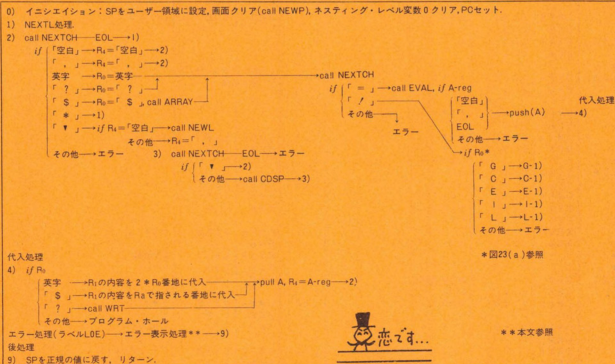 0) イニシエイション：SPをユーザー領域に設定, 画面クリア(call NEWP), ネスティング・レベル変数0クリア, PCセット.
1) NEXTL処理.
2) call NEXTCH──EOL→1)
if 「空白」→R₄=「空白」→2)
「 , 」→R₄=「 , 」→2)
英字 →R₀=英字
「 ? 」→R₀=「 ? 」
「 $ 」→R₀=「 $ 」, call ARRAY
→call NEXTCH
「 * 」→1)
「 ▼ 」→if R₄=「空白」→call NEWL
その他→R₄=「 , 」
その他→エラー
3) call NEXTCH──EOL→エラー
if 「 ▼ 」→2)
その他→call CDSP→3)
if 「 = 」→call EVAL, if A-reg
「 / 」
その他
エラー
「空白」
「 , 」
EOL
その他→エラー
→push(A) →4)
代入処理
→if R₀*
「 G 」→G-1)
「 C 」→C-1)
「 E 」→E-1)
「 I 」→I-1)
「 L 」→L-1)
その他→エラー
*図23(a)参照
代入処理
4) if R₀
英字 →R₁の内容を2*R₀番地に代入
「 $ 」→R₁の内容をRaで指される番地に代入
「 ? 」→call WRT
→pull A, R₄=A-reg→2)
その他→プログラム・ホール
エラー処理(ラベルLOE)→エラー表示処理**→9)
後処理
9) SPを正規の値に戻す, リターン.
恋です…
**本文参照